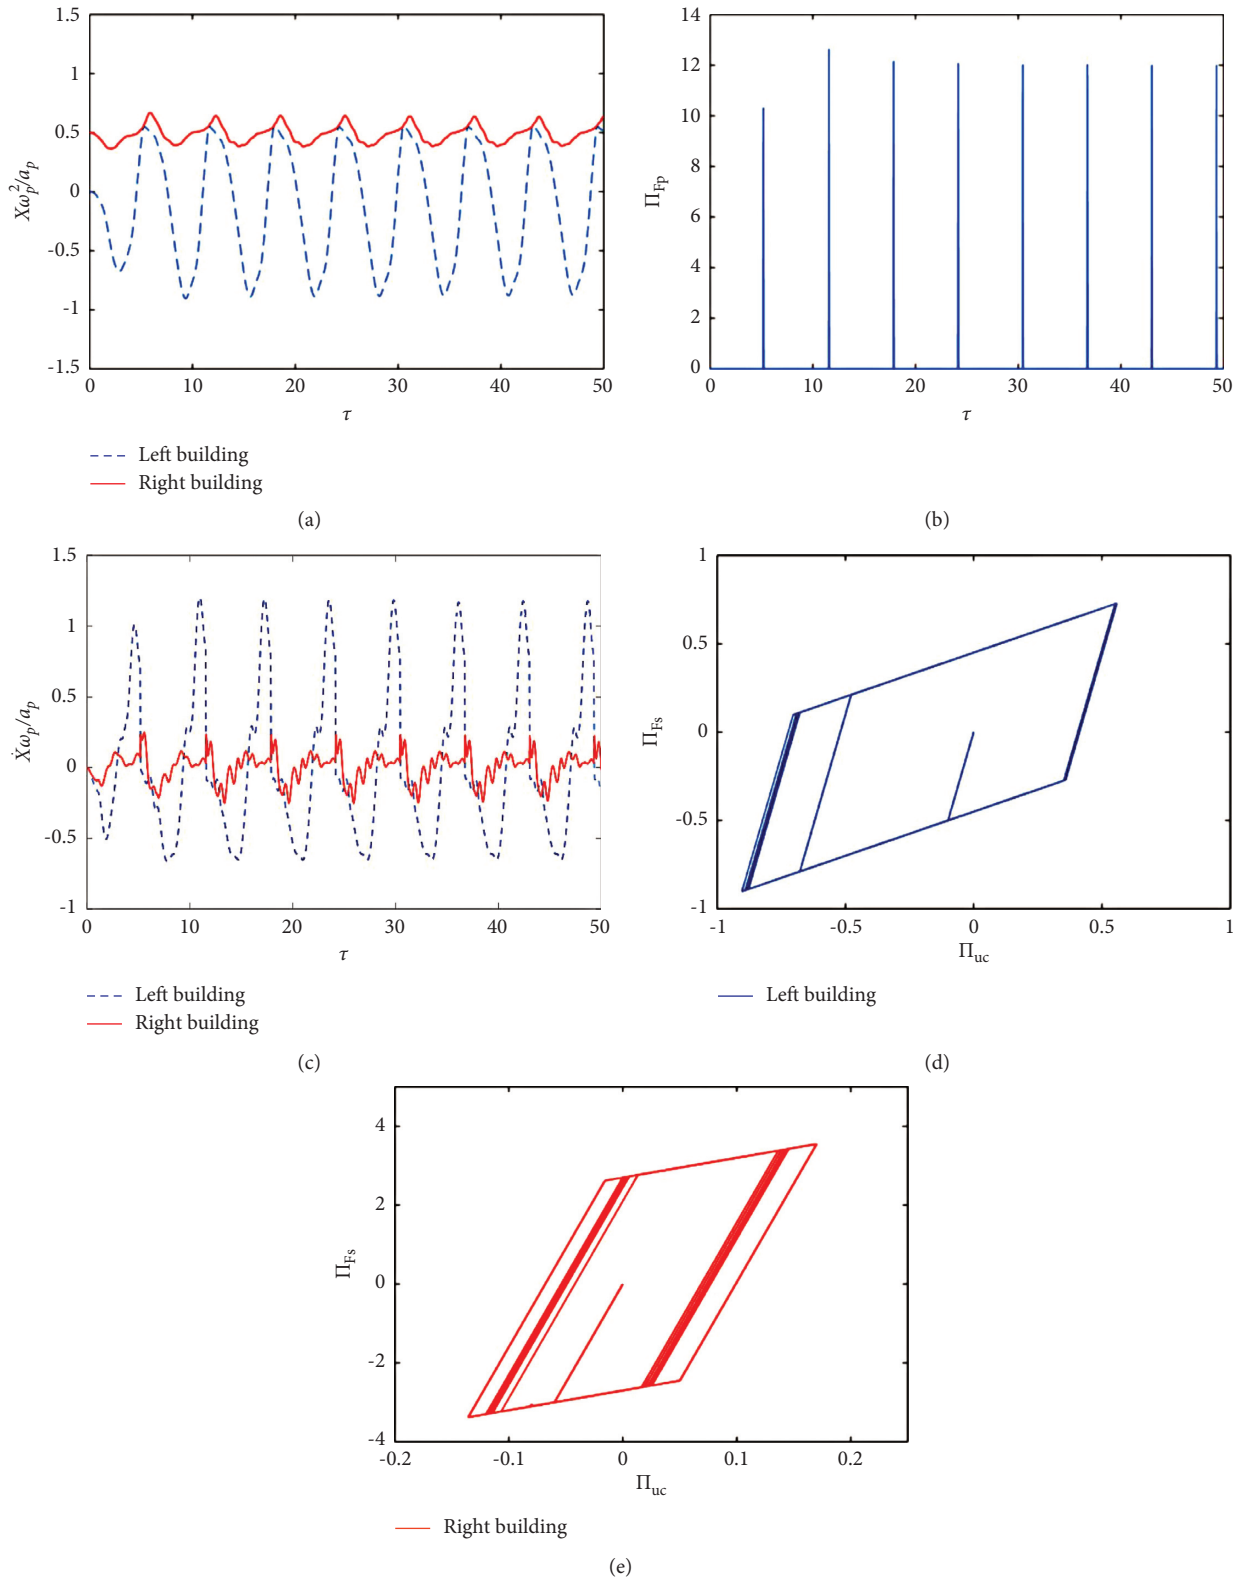 1.5
1
0.5
0
-0.5
-1
-1.5
Xω_p^2/a_p
0 10 20 30 40 50
τ
Left building
Right building
(a)
14
12
10
8
6
4
2
0
Π_Fp
0 10 20 30 40 50
τ
(b)
1.5
1
0.5
0
-0.5
-1
Ẋω_p/a_p
0 10 20 30 40 50
τ
Left building
Right building
(c)
1
0.5
0
-0.5
-1
Π_Fs
-1 -0.5 0 0.5 1
Π_uc
Left building
(d)
4
2
0
-2
-4
Π_Fs
-0.2 -0.1 0 0.1 0.2
Π_uc
Right building
(e)